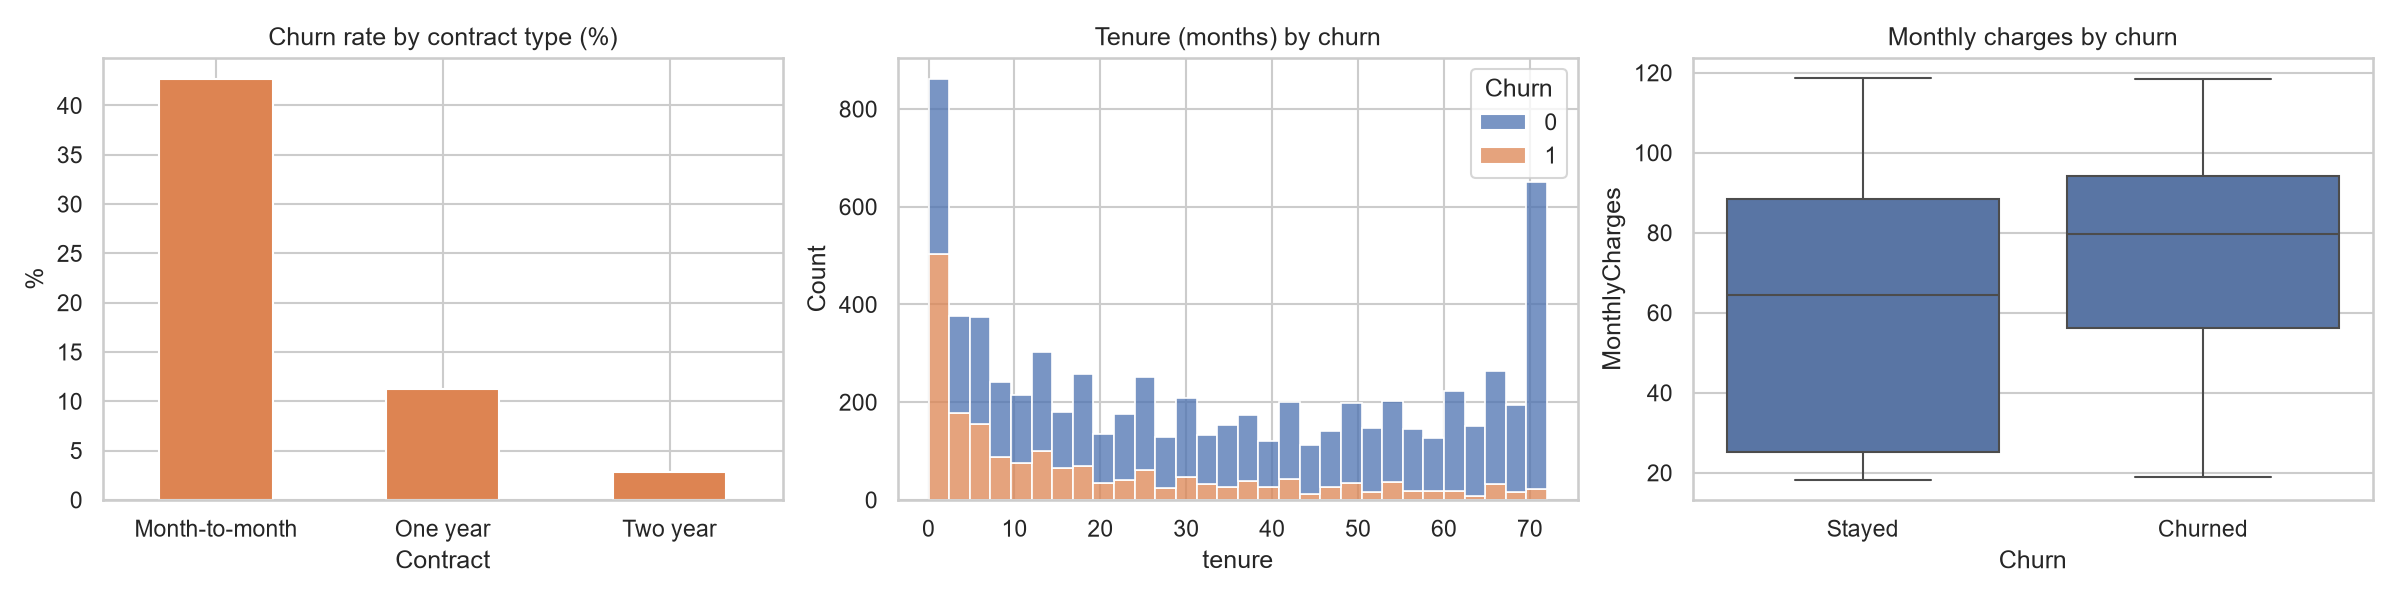 Churn rate by contract type (%)
%
40
35
30
25
20
15
10
5
0
Month-to-month
One year
Two year
Contract
Tenure (months) by churn
Churn
0
1
Count
800
600
400
200
0
0
10
20
30
40
50
60
70
tenure
Monthly charges by churn
MonthlyCharges
120
100
80
60
40
20
Stayed
Churned
Churn